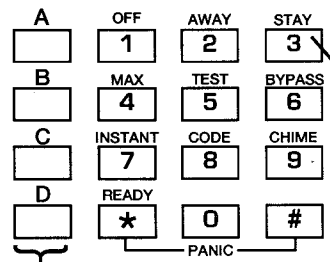 A OFF AWAY STAY
1 2 3
B MAX TEST BYPASS
4 5 6
C INSTANT CODE CHIME
7 8 9
D READY
* 0 #
PANIC